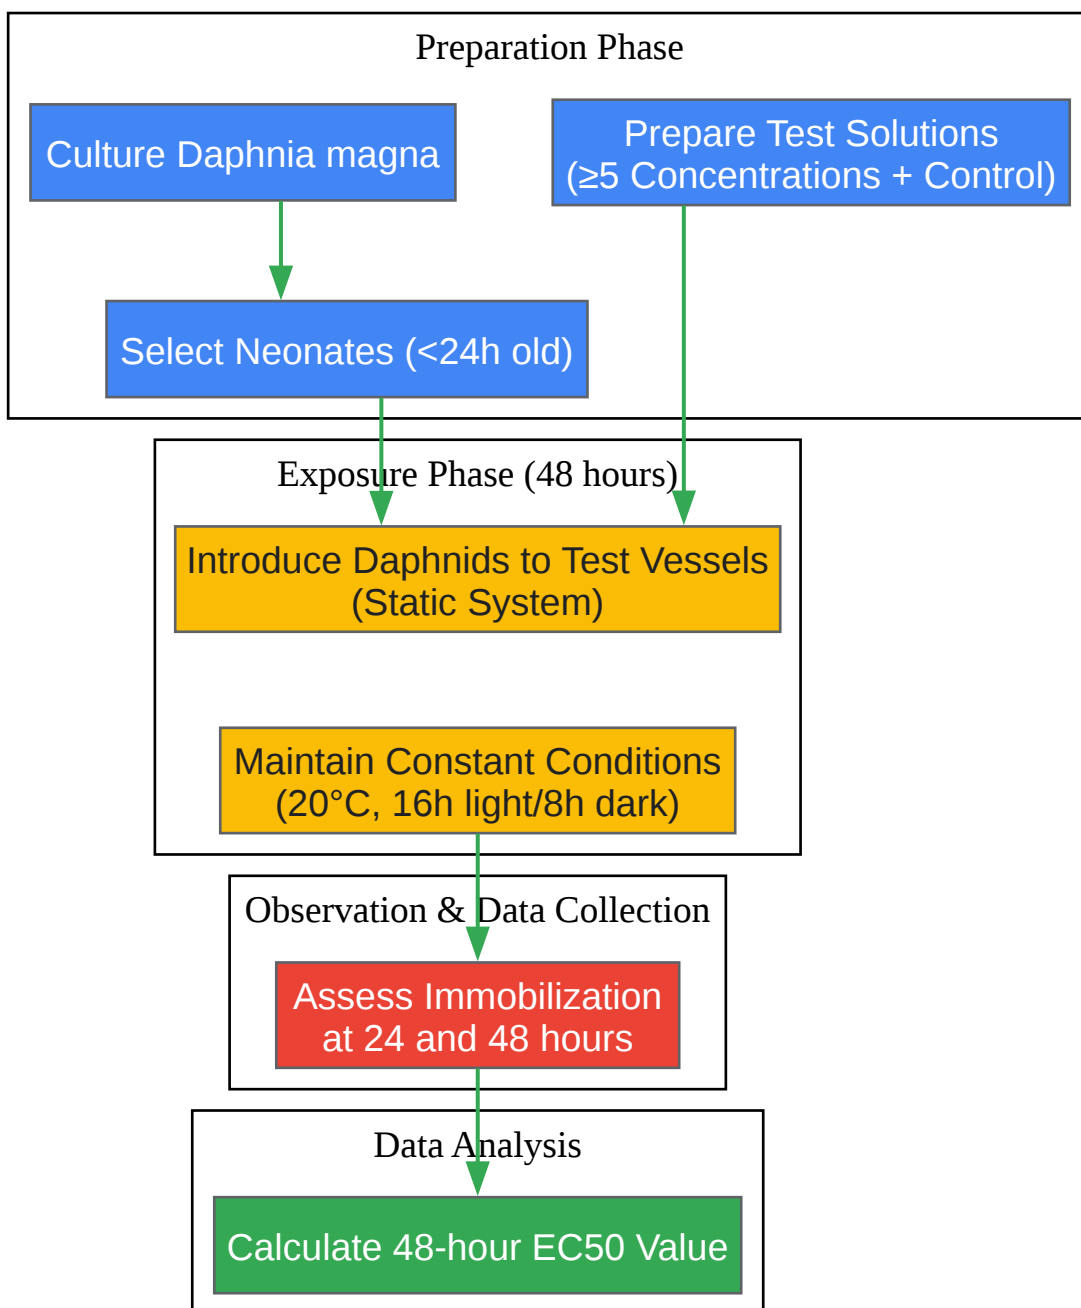 Preparation Phase
Culture Daphnia magna
Prepare Test Solutions
(≥5 Concentrations + Control)
Select Neonates (<24h old)
Exposure Phase (48 hours)
Introduce Daphnids to Test Vessels
(Static System)
Maintain Constant Conditions
(20°C, 16h light/8h dark)
Observation & Data Collection
Assess Immobilization
at 24 and 48 hours
Data Analysis
Calculate 48-hour EC50 Value